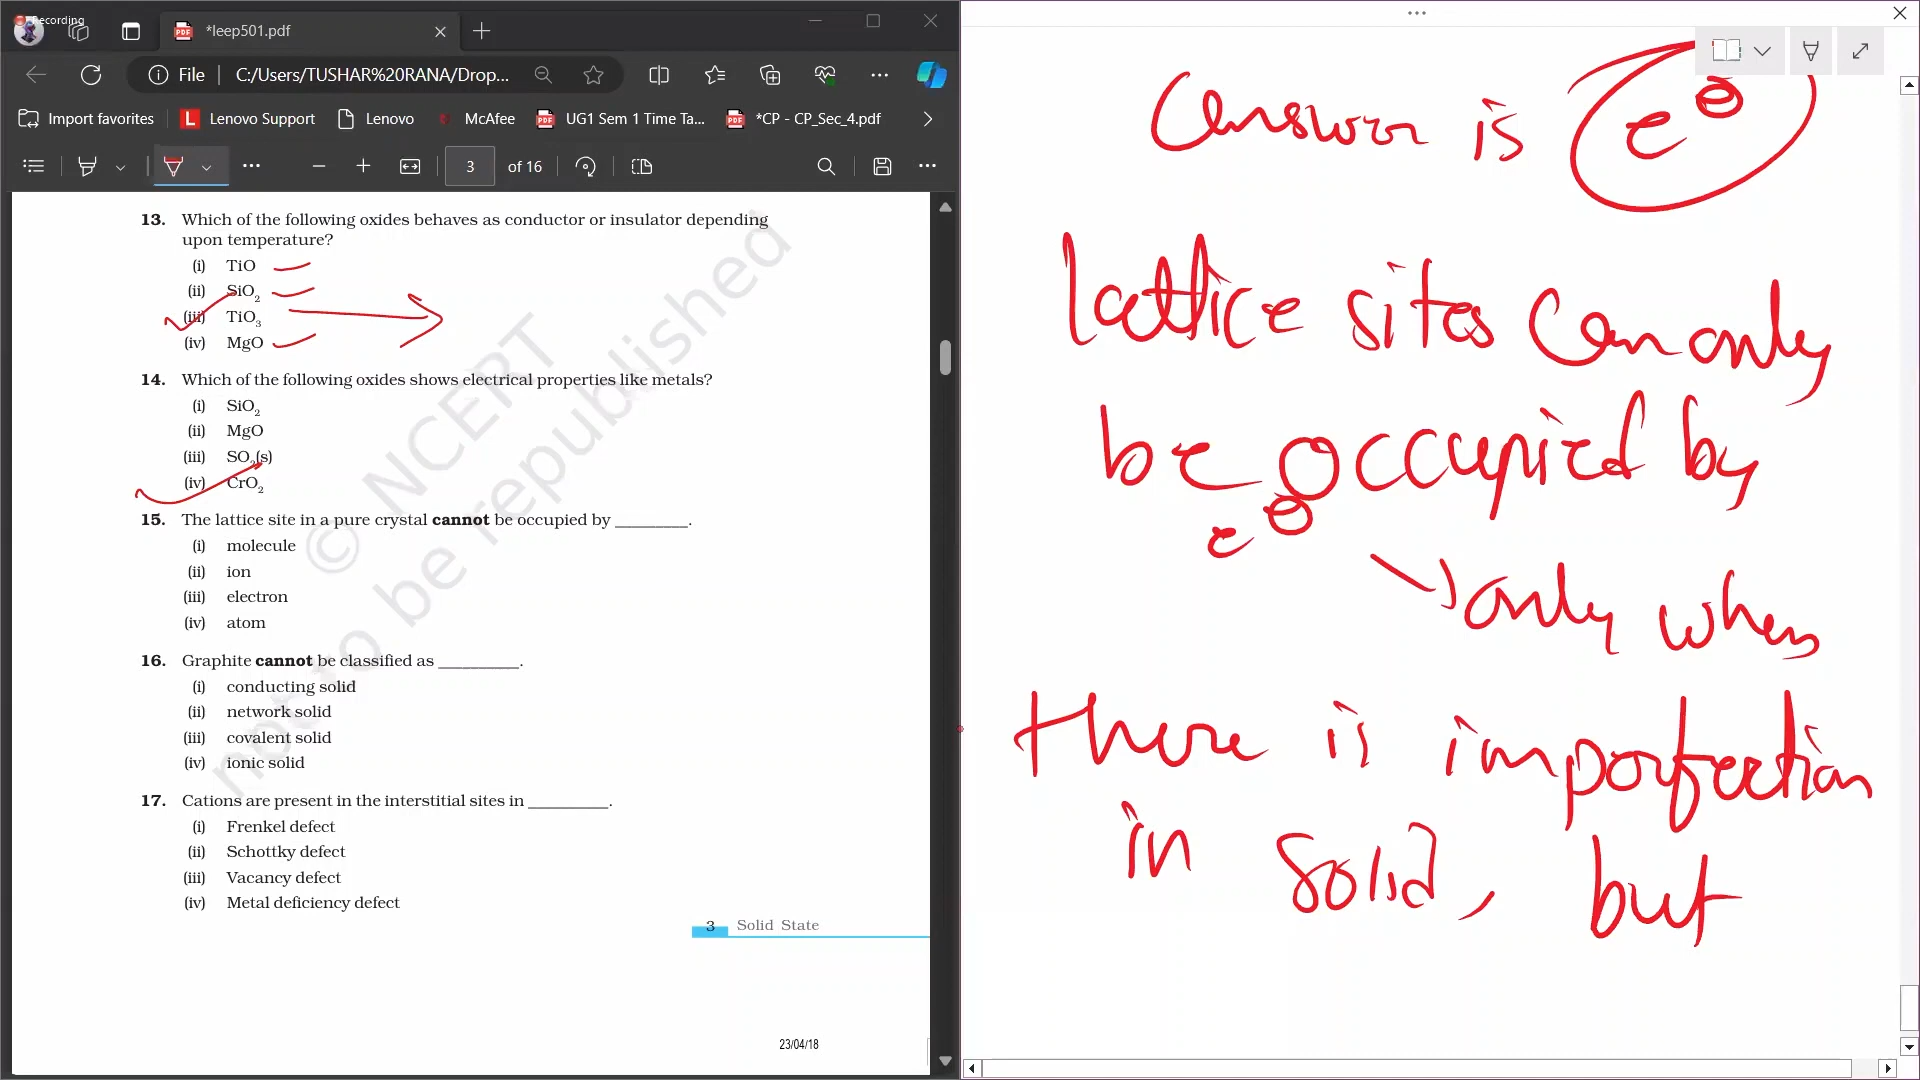 Recording
*leep501.pdf
File
C:/Users/TUSHAR%20RANA/Drop...
Import favorites
L Lenovo Support
Lenovo
McAfee
UG1 Sem 1 Time Ta...
*CP - CP_Sec_4.pdf
3 of 16
13. Which of the following oxides behaves as conductor or insulator depending
upon temperature?
(i) TiO
(ii) SiO₂
(iii) TiO₃
(iv) MgO
14. Which of the following oxides shows electrical properties like metals?
(i) SiO₂
(ii) MgO
(iii) SO₂(s)
(iv) CrO₂
15. The lattice site in a pure crystal cannot be occupied by _________.
(i) molecule
(ii) ion
(iii) electron
(iv) atom
16. Graphite cannot be classified as __________.
(i) conducting solid
(ii) network solid
(iii) covalent solid
(iv) ionic solid
17. Cations are present in the interstitial sites in __________.
(i) Frenkel defect
(ii) Schottky defect
(iii) Vacancy defect
(iv) Metal deficiency defect
3 Solid State
23/04/18
© NCERT
not to be republished
answer is e⊖
lattice sites can only
be occupied by
e⊖
only when
there is imperfection
in solid, but